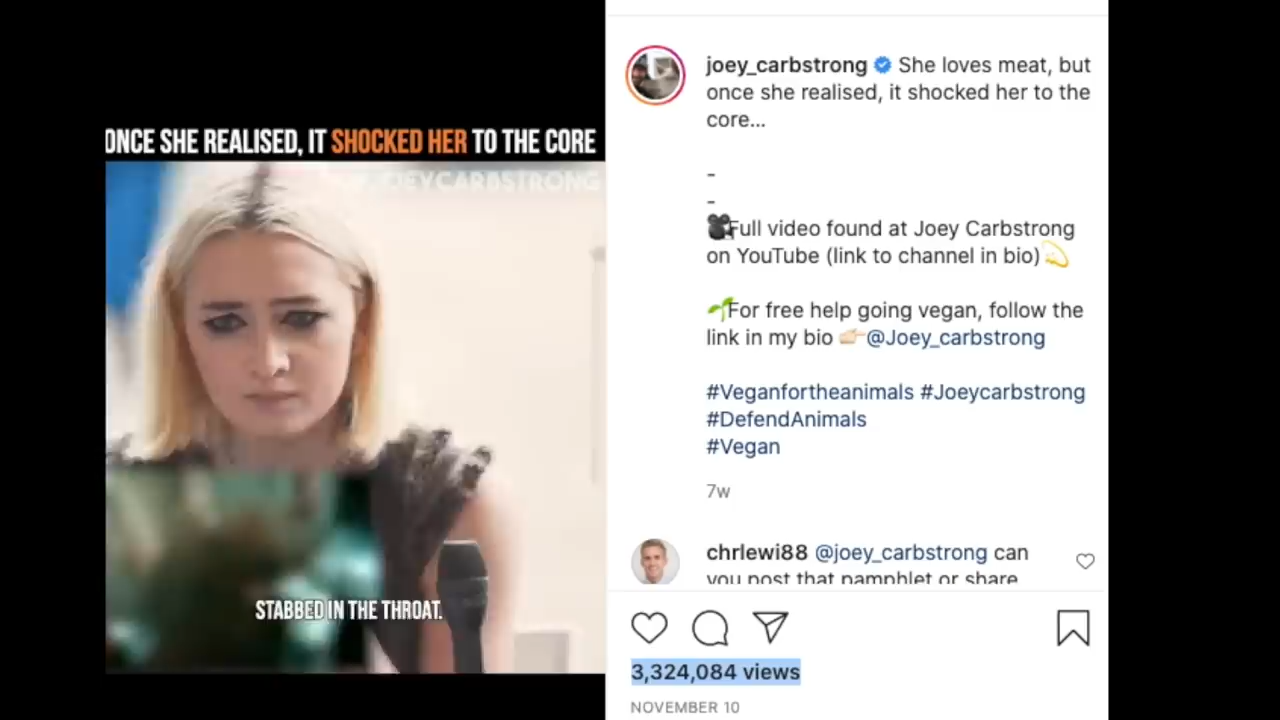 ONCE SHE REALISED, IT SHOCKED HER TO THE CORE
JOEYCARBSTRONG
STABBED IN THE THROAT.
joey_carbstrong She loves meat, but
once she realised, it shocked her to the
core...
-
-
🎥Full video found at Joey Carbstrong
on YouTube (link to channel in bio)💫
🌱For free help going vegan, follow the
link in my bio 👉🏻@Joey_carbstrong
#Veganfortheanimals #Joeycarbstrong
#DefendAnimals
#Vegan
7w
chrlewi88 @joey_carbstrong can
you post that pamphlet or share
3,324,084 views
NOVEMBER 10